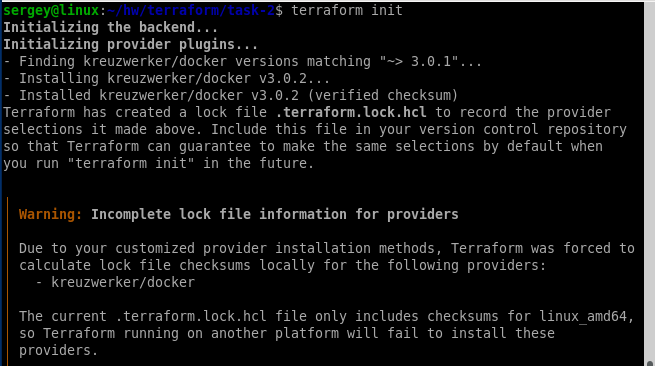 sergey@linux:~/hw/terraform/task-2$ terraform init
Initializing the backend...
Initializing provider plugins...
- Finding kreuzwerker/docker versions matching "~> 3.0.1"...
- Installing kreuzwerker/docker v3.0.2...
- Installed kreuzwerker/docker v3.0.2 (verified checksum)
Terraform has created a lock file .terraform.lock.hcl to record the provider
selections it made above. Include this file in your version control repository
so that Terraform can guarantee to make the same selections by default when
you run "terraform init" in the future.
Warning: Incomplete lock file information for providers
Due to your customized provider installation methods, Terraform was forced to
calculate lock file checksums locally for the following providers:
- kreuzwerker/docker
The current .terraform.lock.hcl file only includes checksums for linux_amd64,
so Terraform running on another platform will fail to install these
providers.